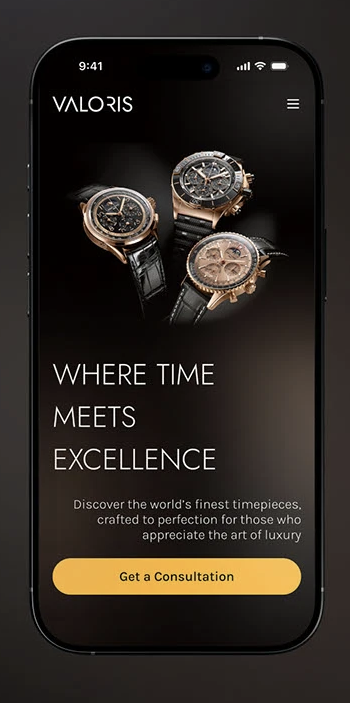 9:41
VALORIS
WHERE TIME
MEETS
EXCELLENCE
Discover the world's finest timepieces,
crafted to perfection for those who
appreciate the art of luxury
Get a Consultation